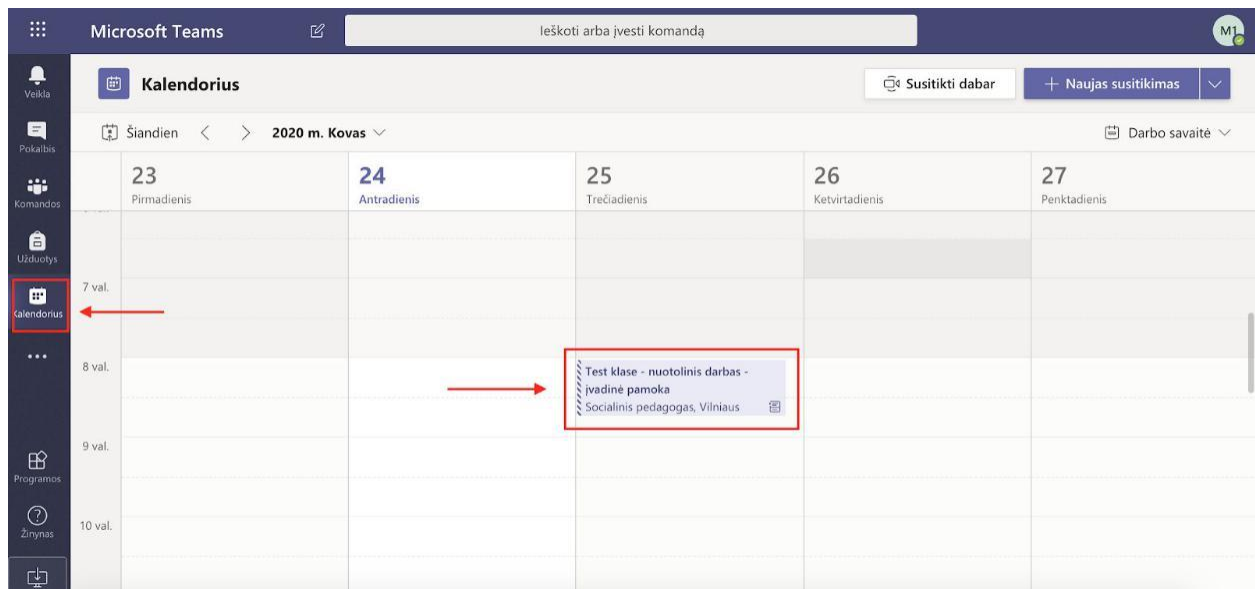 Microsoft Teams
Ieškoti arba įvesti komandą
M1
Veikla
Kalendorius
Susitikti dabar
Naujas susitikimas
Pokalbis
Šiandien
2020 m. Kovas
Darbo savaitė
Komandos
23
Pirmadienis
24
Antradienis
25
Trečiadienis
26
Ketvirtadienis
27
Penktadienis
Užduotys
Kalendorius
7 val.
8 val.
Test klase - nuotolinis darbas -
įvadinė pamoka
Socialinis pedagogas, Vilniaus
9 val.
Programos
Žinynas
10 val.